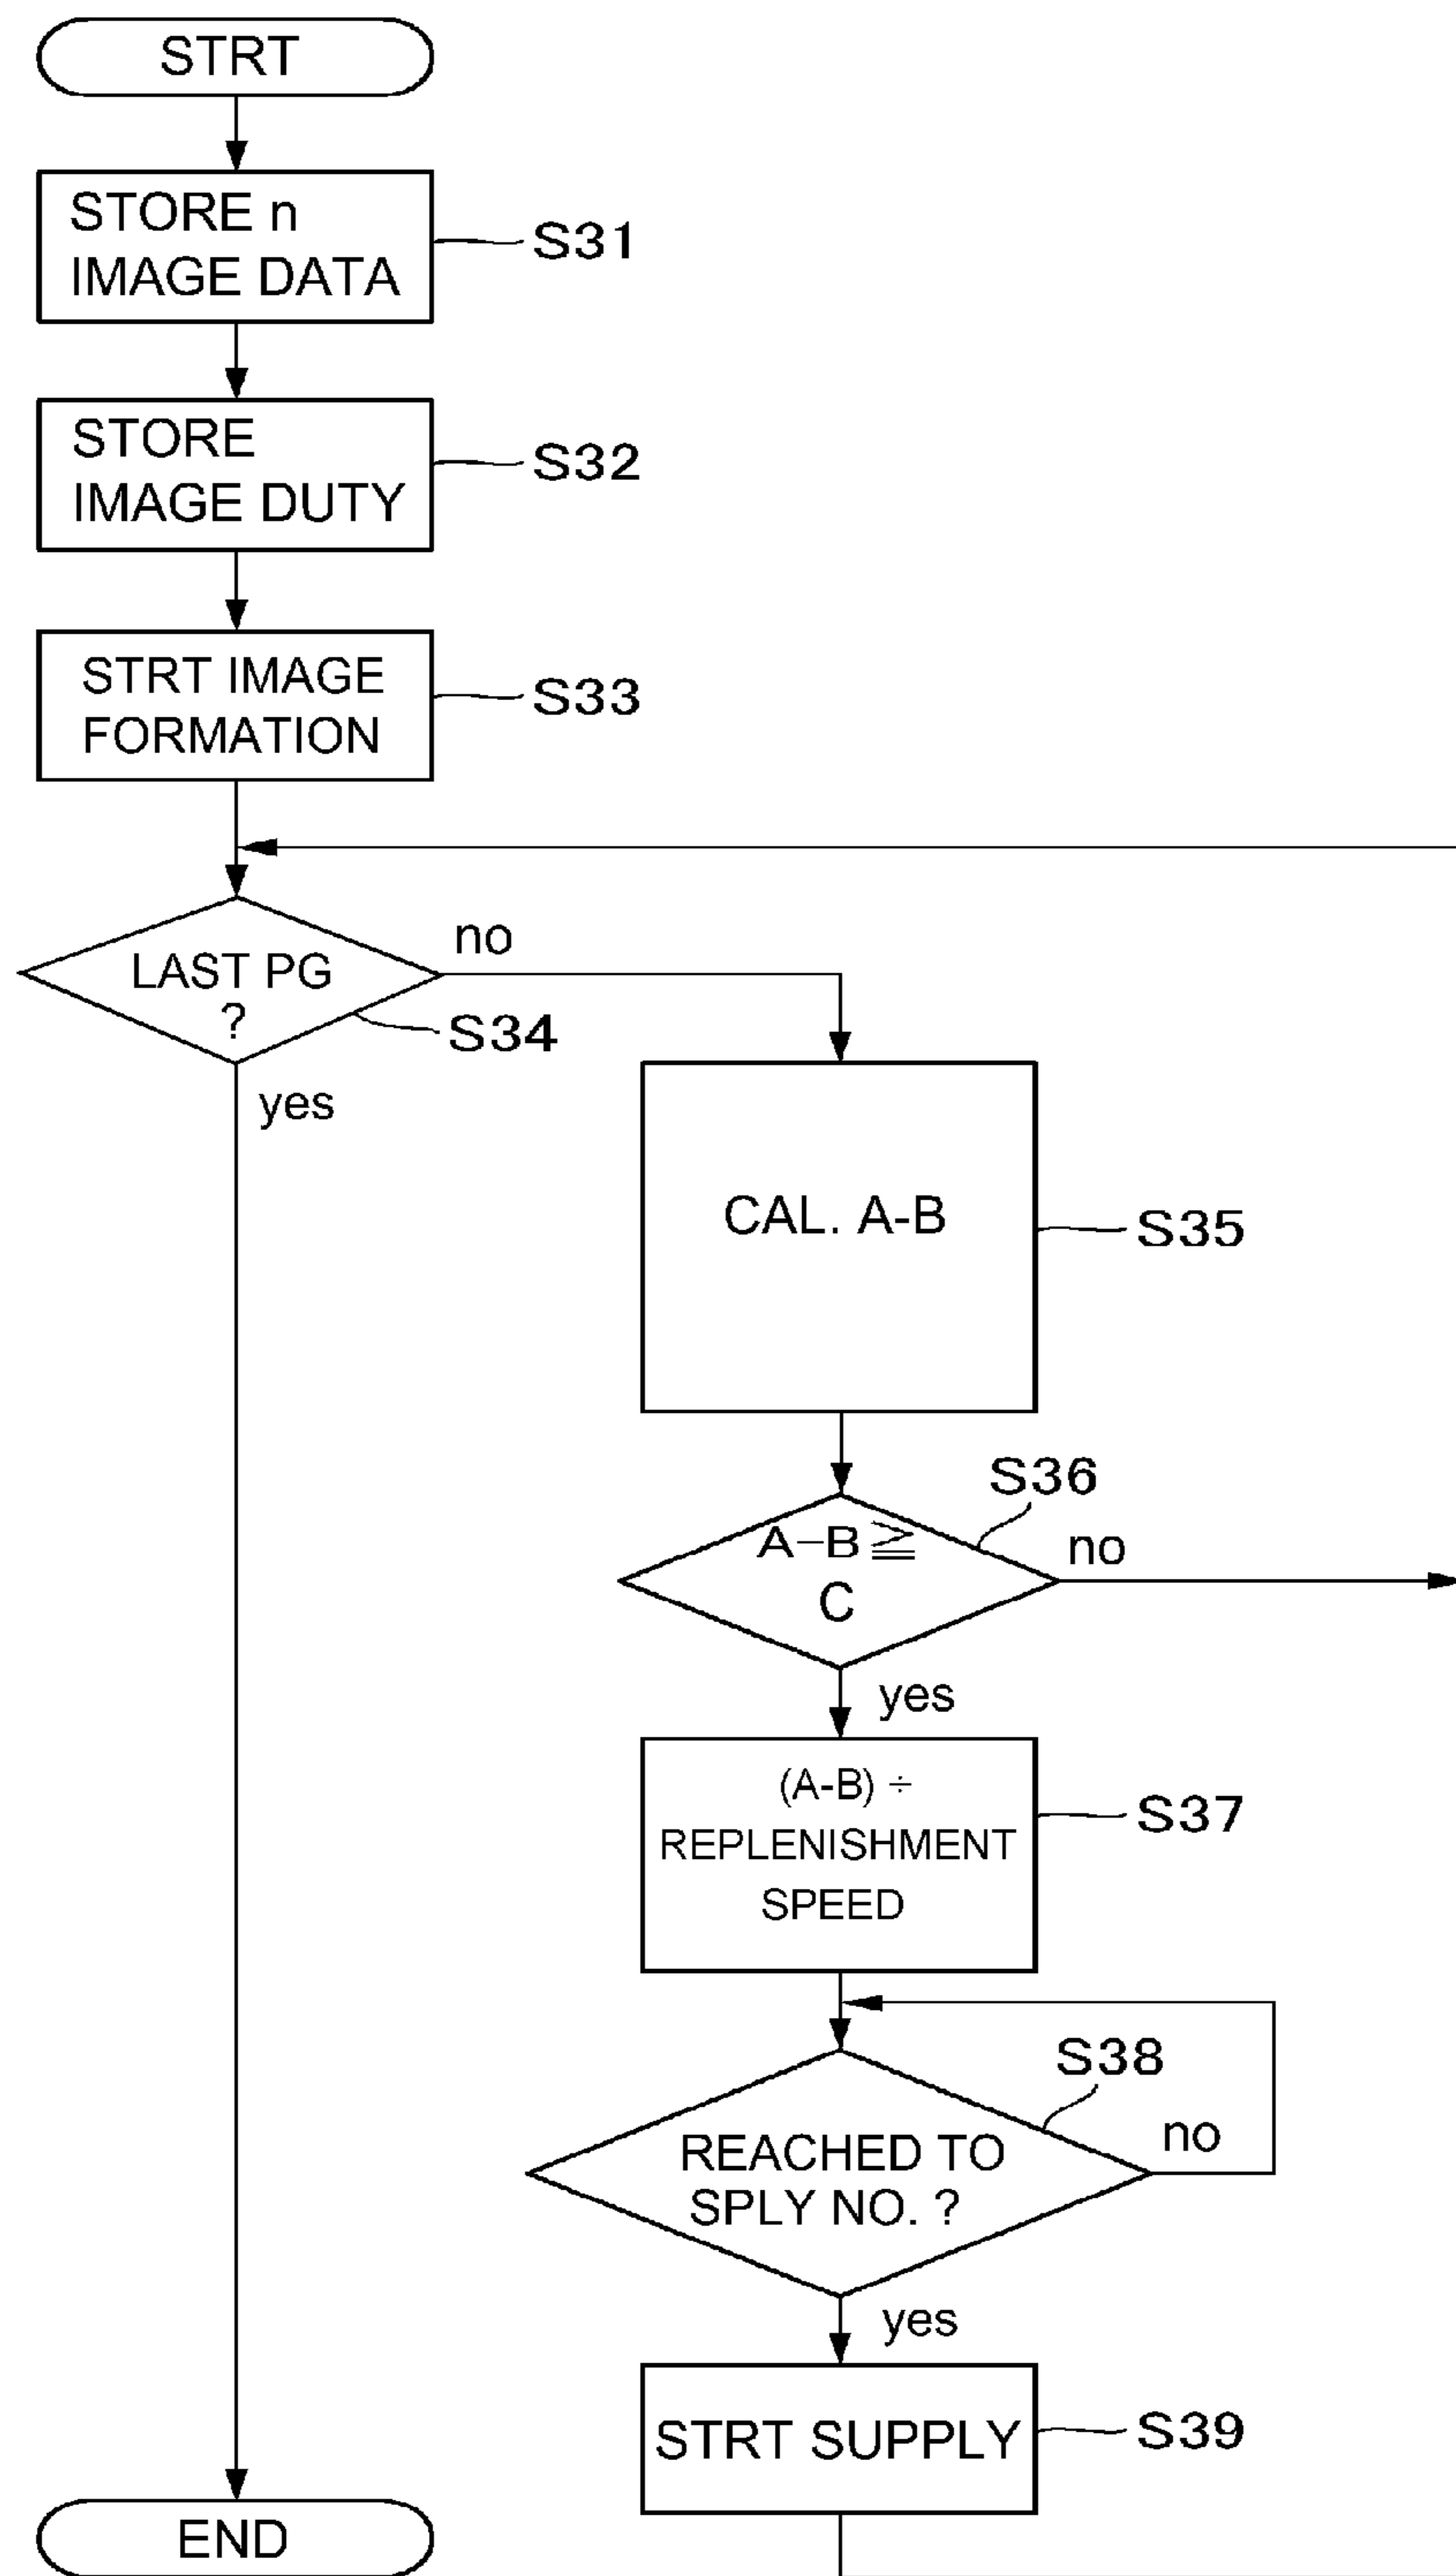 STRT
STORE n
IMAGE DATA
S31
STORE
IMAGE DUTY
S32
STRT IMAGE
FORMATION
S33
LAST PG
?
no
S34
yes
CAL. A-B
S35
S36
A-B≧
C
no
yes
(A-B) ÷
REPLENISHMENT
SPEED
S37
S38
REACHED TO
SPLY NO. ?
no
yes
STRT SUPPLY
S39
END